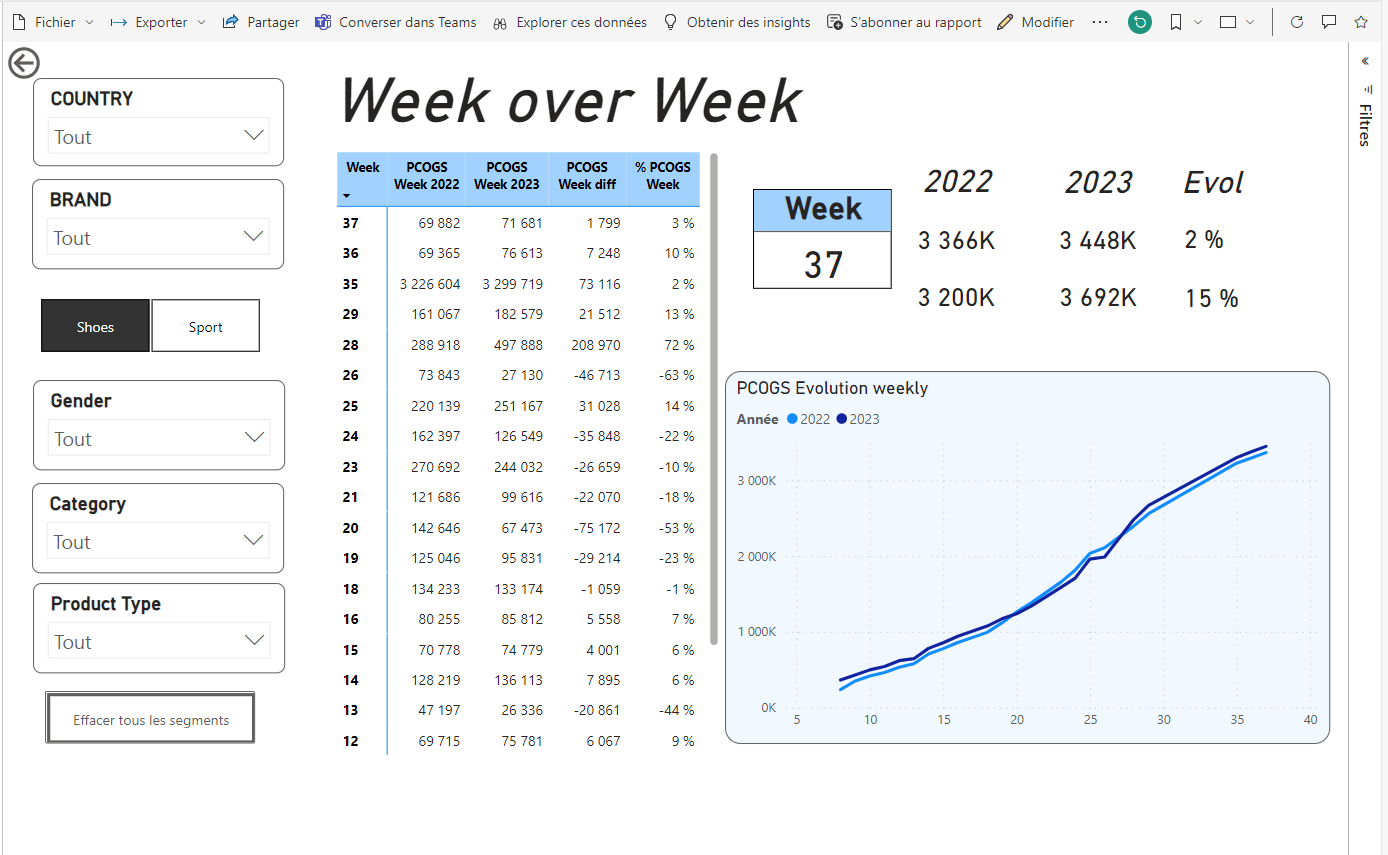 Fichier Exporter Partager Converser dans Teams Explorer ces données Obtenir des insights S'abonner au rapport Modifier ...
COUNTRY
Tout
BRAND
Tout
Shoes Sport
Gender
Tout
Category
Tout
Product Type
Tout
Effacer tous les segments
Week over Week
Week PCOGS Week 2022 PCOGS Week 2023 PCOGS Week diff % PCOGS Week
37 69 882 71 681 1 799 3 %
36 69 365 76 613 7 248 10 %
35 3 226 604 3 299 719 73 116 2 %
29 161 067 182 579 21 512 13 %
28 288 918 497 888 208 970 72 %
26 73 843 27 130 -46 713 -63 %
25 220 139 251 167 31 028 14 %
24 162 397 126 549 -35 848 -22 %
23 270 692 244 032 -26 659 -10 %
21 121 686 99 616 -22 070 -18 %
20 142 646 67 473 -75 172 -53 %
19 125 046 95 831 -29 214 -23 %
18 134 233 133 174 -1 059 -1 %
16 80 255 85 812 5 558 7 %
15 70 778 74 779 4 001 6 %
14 128 219 136 113 7 895 6 %
13 47 197 26 336 -20 861 -44 %
12 69 715 75 781 6 067 9 %
Week
37
2022 2023 Evol
3 366K 3 448K 2 %
3 200K 3 692K 15 %
PCOGS Evolution weekly
Année 2022 2023
3 000K
2 000K
1 000K
0K
5 10 15 20 25 30 35 40
Filtres